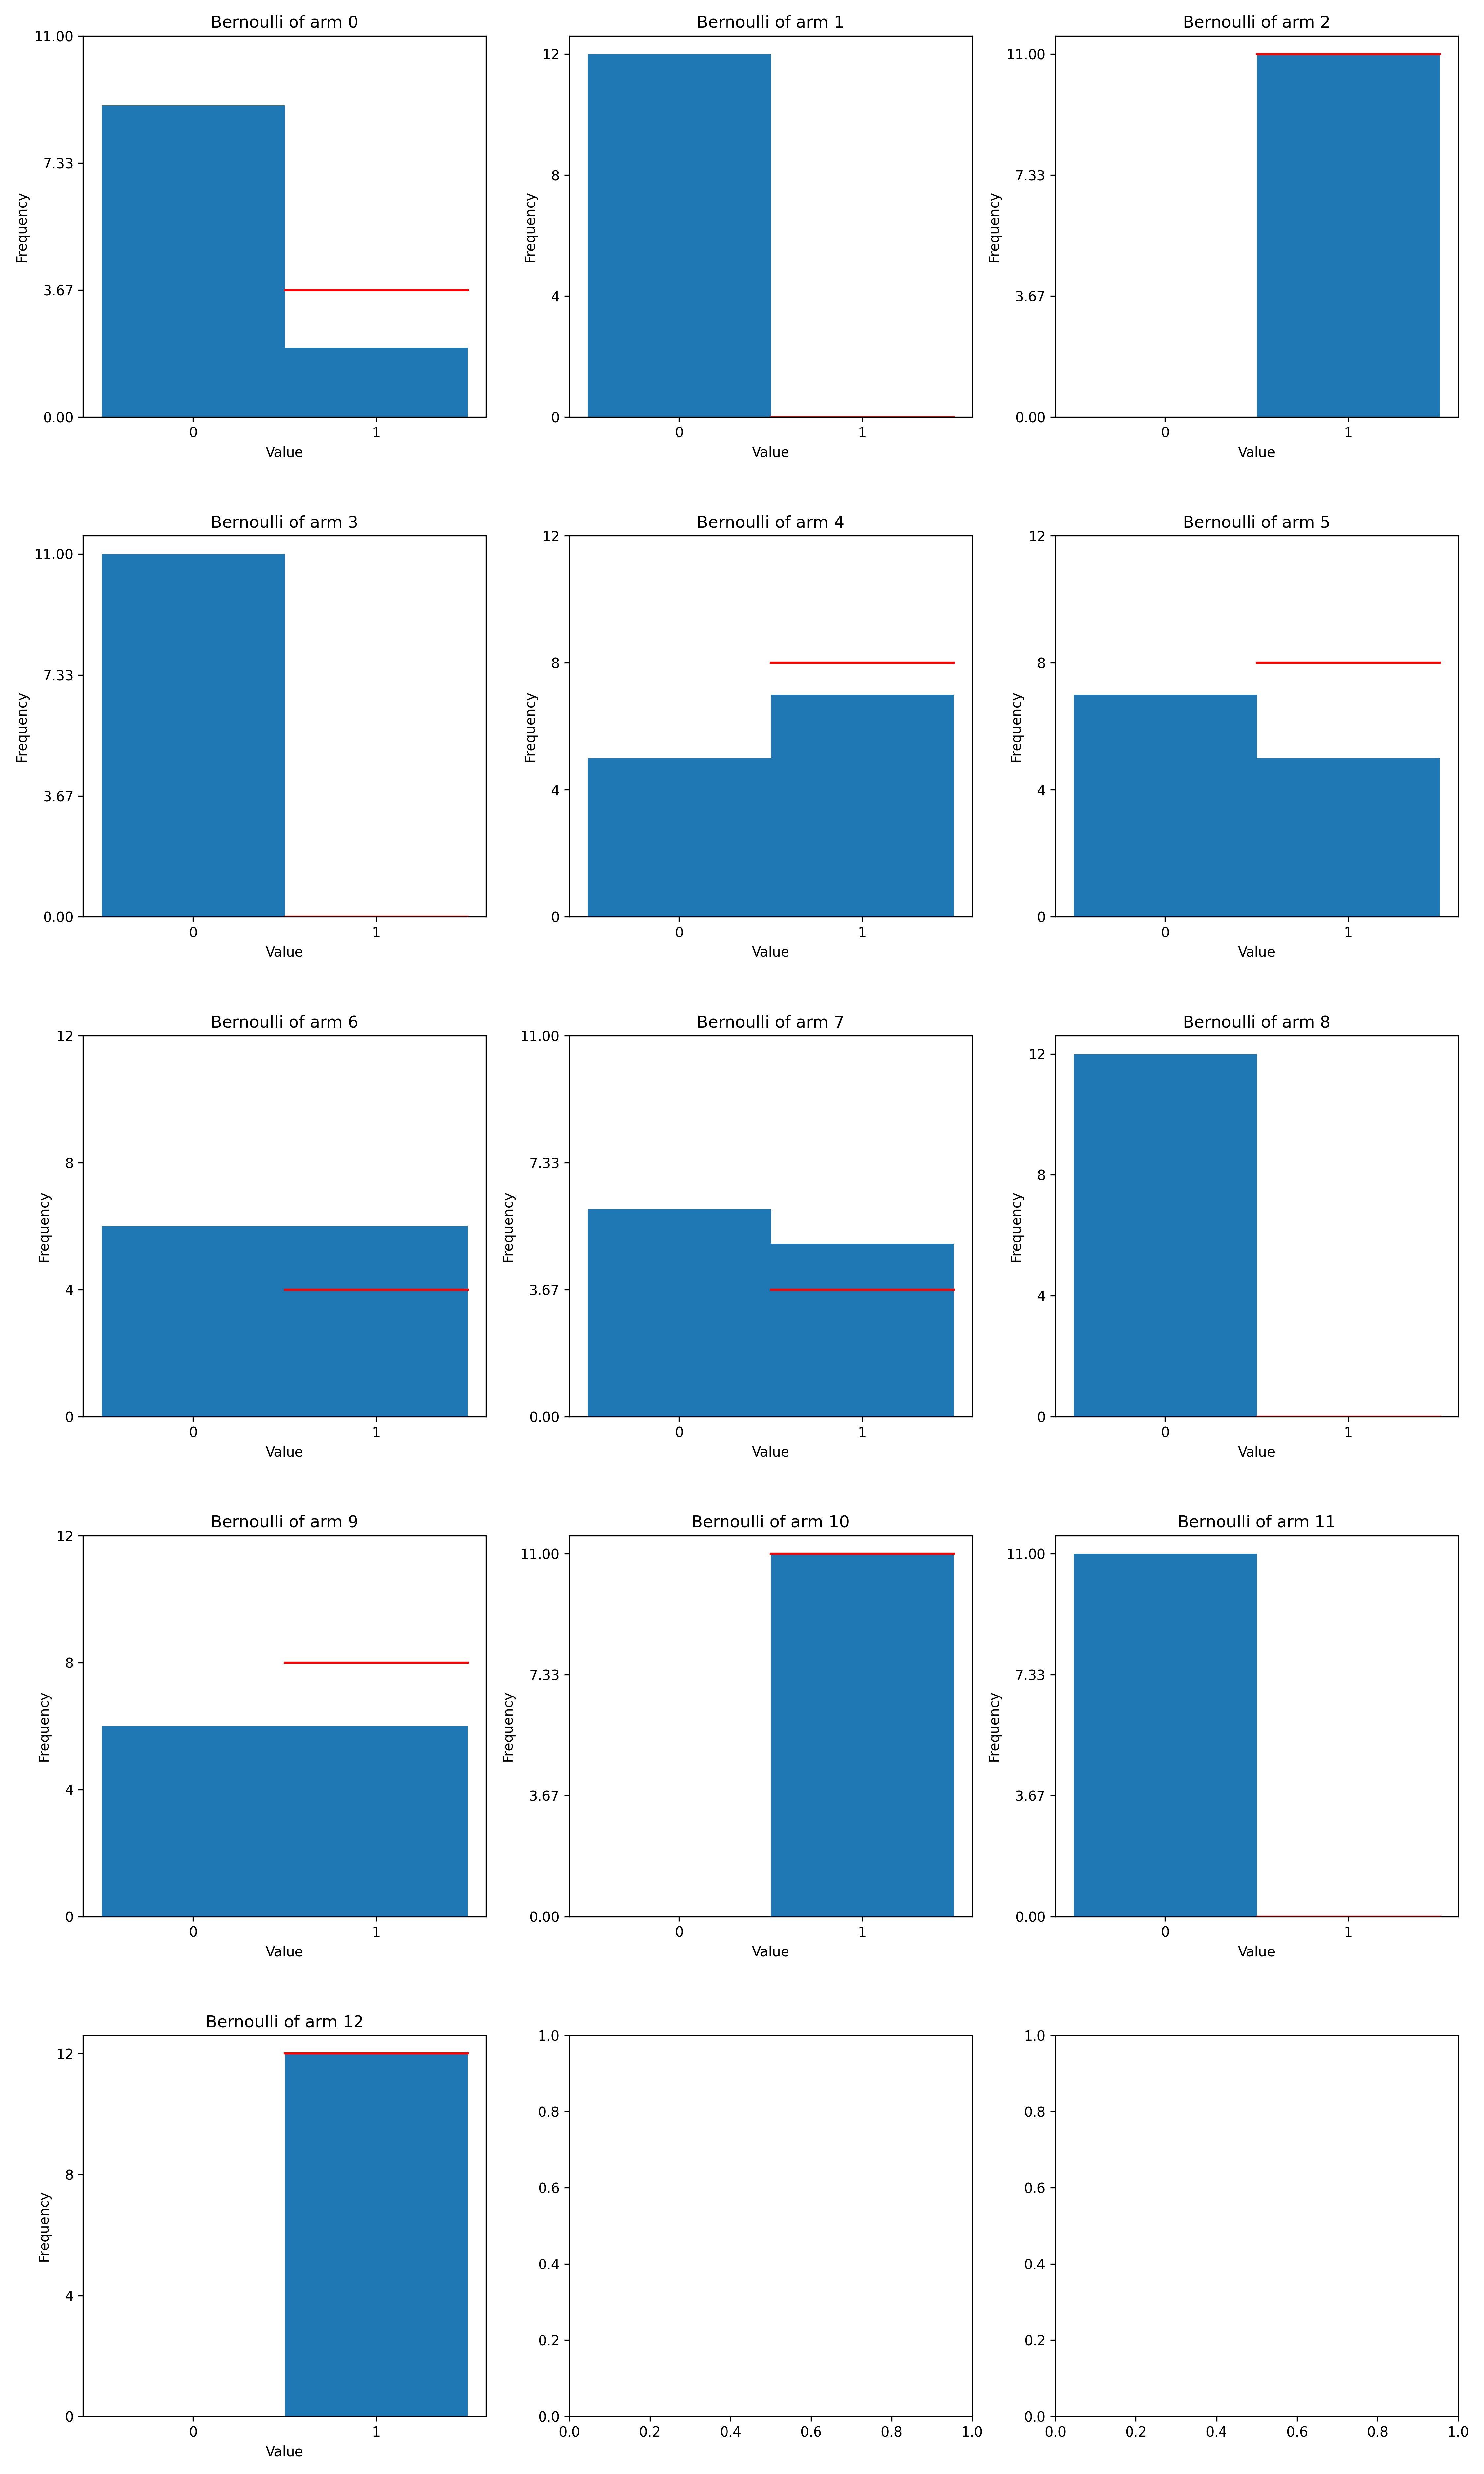 Bernoulli of arm 0
11.00
7.33
3.67
0.00
Frequency
0 1
Value
Bernoulli of arm 1
12
8
4
0
Frequency
0 1
Value
Bernoulli of arm 2
11.00
7.33
3.67
0.00
Frequency
0 1
Value
Bernoulli of arm 3
11.00
7.33
3.67
0.00
Frequency
0 1
Value
Bernoulli of arm 4
12
8
4
0
Frequency
0 1
Value
Bernoulli of arm 5
12
8
4
0
Frequency
0 1
Value
Bernoulli of arm 6
12
8
4
0
Frequency
0 1
Value
Bernoulli of arm 7
11.00
7.33
3.67
0.00
Frequency
0 1
Value
Bernoulli of arm 8
12
8
4
0
Frequency
0 1
Value
Bernoulli of arm 9
12
8
4
0
Frequency
0 1
Value
Bernoulli of arm 10
11.00
7.33
3.67
0.00
Frequency
0 1
Value
Bernoulli of arm 11
11.00
7.33
3.67
0.00
Frequency
0 1
Value
Bernoulli of arm 12
12
8
4
0
Frequency
0 1
Value
1.0
0.8
0.6
0.4
0.2
0.0
0.0 0.2 0.4 0.6 0.8 1.0
1.0
0.8
0.6
0.4
0.2
0.0
0.0 0.2 0.4 0.6 0.8 1.0